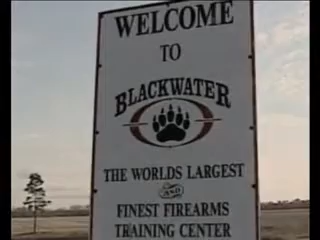 WELCOME
TO
BLACKWATER
THE WORLDS LARGEST
AND
FINEST FIREARMS
TRAINING CENTER